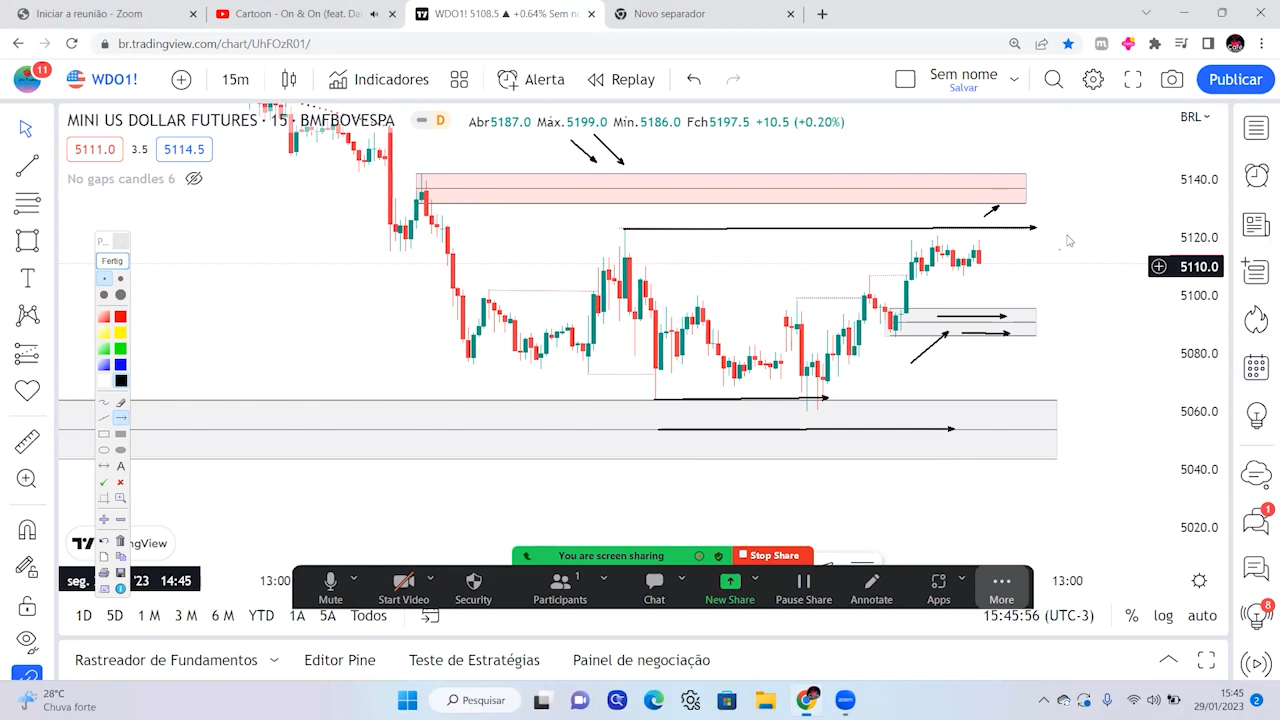 Iniciar a reunião - Zoom
Cartoon - On & On (feat. Da
WDO1! 5108.5 ▲ +0.64% Sem n
Novo separador
br.tradingview.com/chart/UhFOzR01/
11
WDO1!
15m
Indicadores
Alerta
Replay
Sem nome
Salvar
Publicar
MINI US DOLLAR FUTURES · 15 · BMFBOVESPA
D
Abr5187.0 Máx.5199.0 Mín.5186.0 Fch5197.5 +10.5 (+0.20%)
BRL
5111.0
3.5
5114.5
No gaps candles 6
5140.0
5120.0
5110.0
5100.0
5080.0
5060.0
5040.0
5020.0
P...
Fertig
A
You are screen sharing
Stop Share
Mute
Start Video
Security
1
Participants
Chat
New Share
Pause Share
Annotate
Apps
More
13:00
13:00
1D
5D
1 M
3 M
6 M
YTD
1A
5A
Todos
15:45:56 (UTC-3)
%
log
auto
Rastreador de Fundamentos
Editor Pine
Teste de Estratégias
Painel de negociação
1
8
28°C
Chuva forte
Pesquisar
15:45
29/01/2023
2